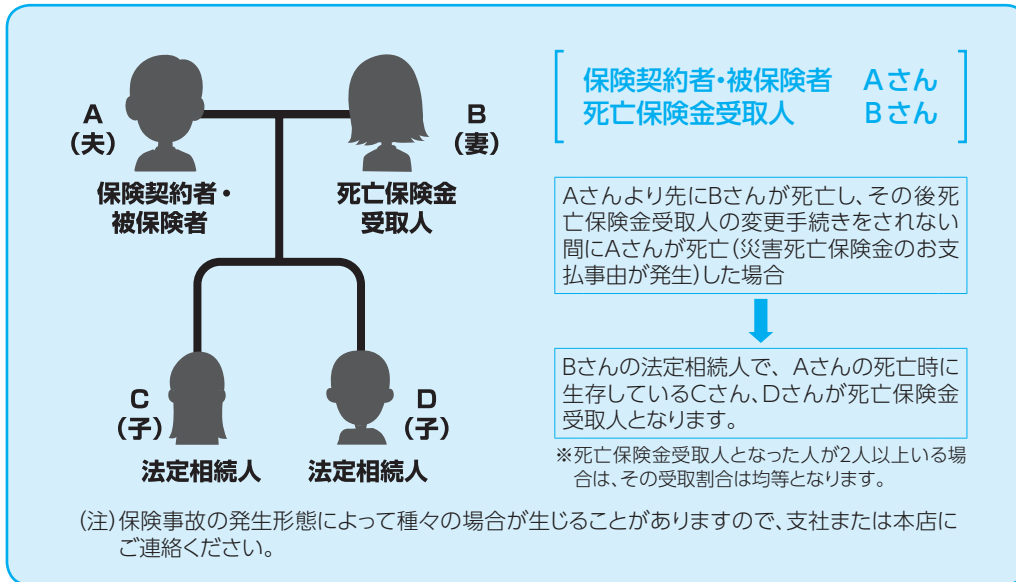 A
(夫)
B
(妻)
保険契約者・
被保険者
死亡保険金
受取人
C
(子)
D
(子)
法定相続人
法定相続人
保険契約者・被保険者 Aさん
死亡保険金受取人 Bさん
Aさんより先にBさんが死亡し、その後死
亡保険金受取人の変更手続きをされない
間にAさんが死亡(災害死亡保険金のお支
払事由が発生)した場合
Bさんの法定相続人で、Aさんの死亡時に
生存しているCさん、Dさんが死亡保険金
受取人となります。
※死亡保険金受取人となった人が2人以上いる場
合は、その受取割合は均等となります。
(注)保険事故の発生形態によって種々の場合が生じることがありますので、支社または本店に
ご連絡ください。